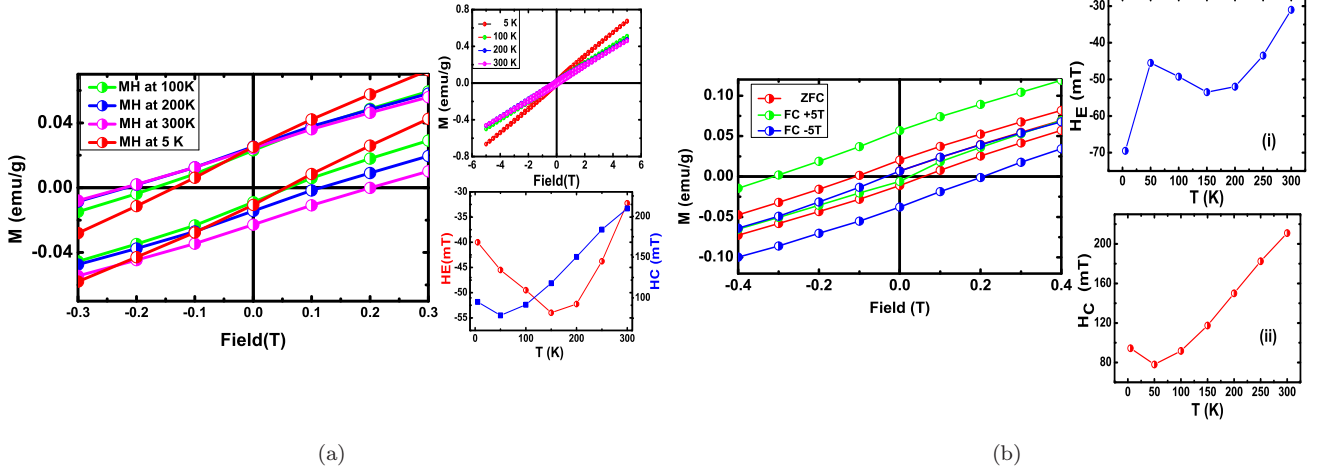 MH at 100K
MH at 200K
MH at 300K
MH at 5 K
0.04
0.00
-0.04
M (emu/g)
-0.3 -0.2 -0.1 0.0 0.1 0.2 0.3
Field(T)
5 K
100 K
200 K
300 K
0.8
0.4
0.0
-0.4
-0.8
M (emu/g)
-6 -4 -2 0 2 4 6
Field(T)
-30
-35
-40
-45
-50
-55
HE(mT)
200
150
100
HC (mT)
0 50 100 150 200 250 300
T (K)
(a)
ZFC
FC +5T
FC -5T
0.10
0.05
0.00
-0.05
-0.10
M (emu/g)
-0.4 -0.2 0.0 0.2 0.4
Field(T)
-30
-40
-50
-60
-70
HE (mT)
(i)
0 50 100 150 200 250 300
T (K)
200
160
120
80
HC (mT)
(ii)
0 50 100 150 200 250 300
T (K)
(b)